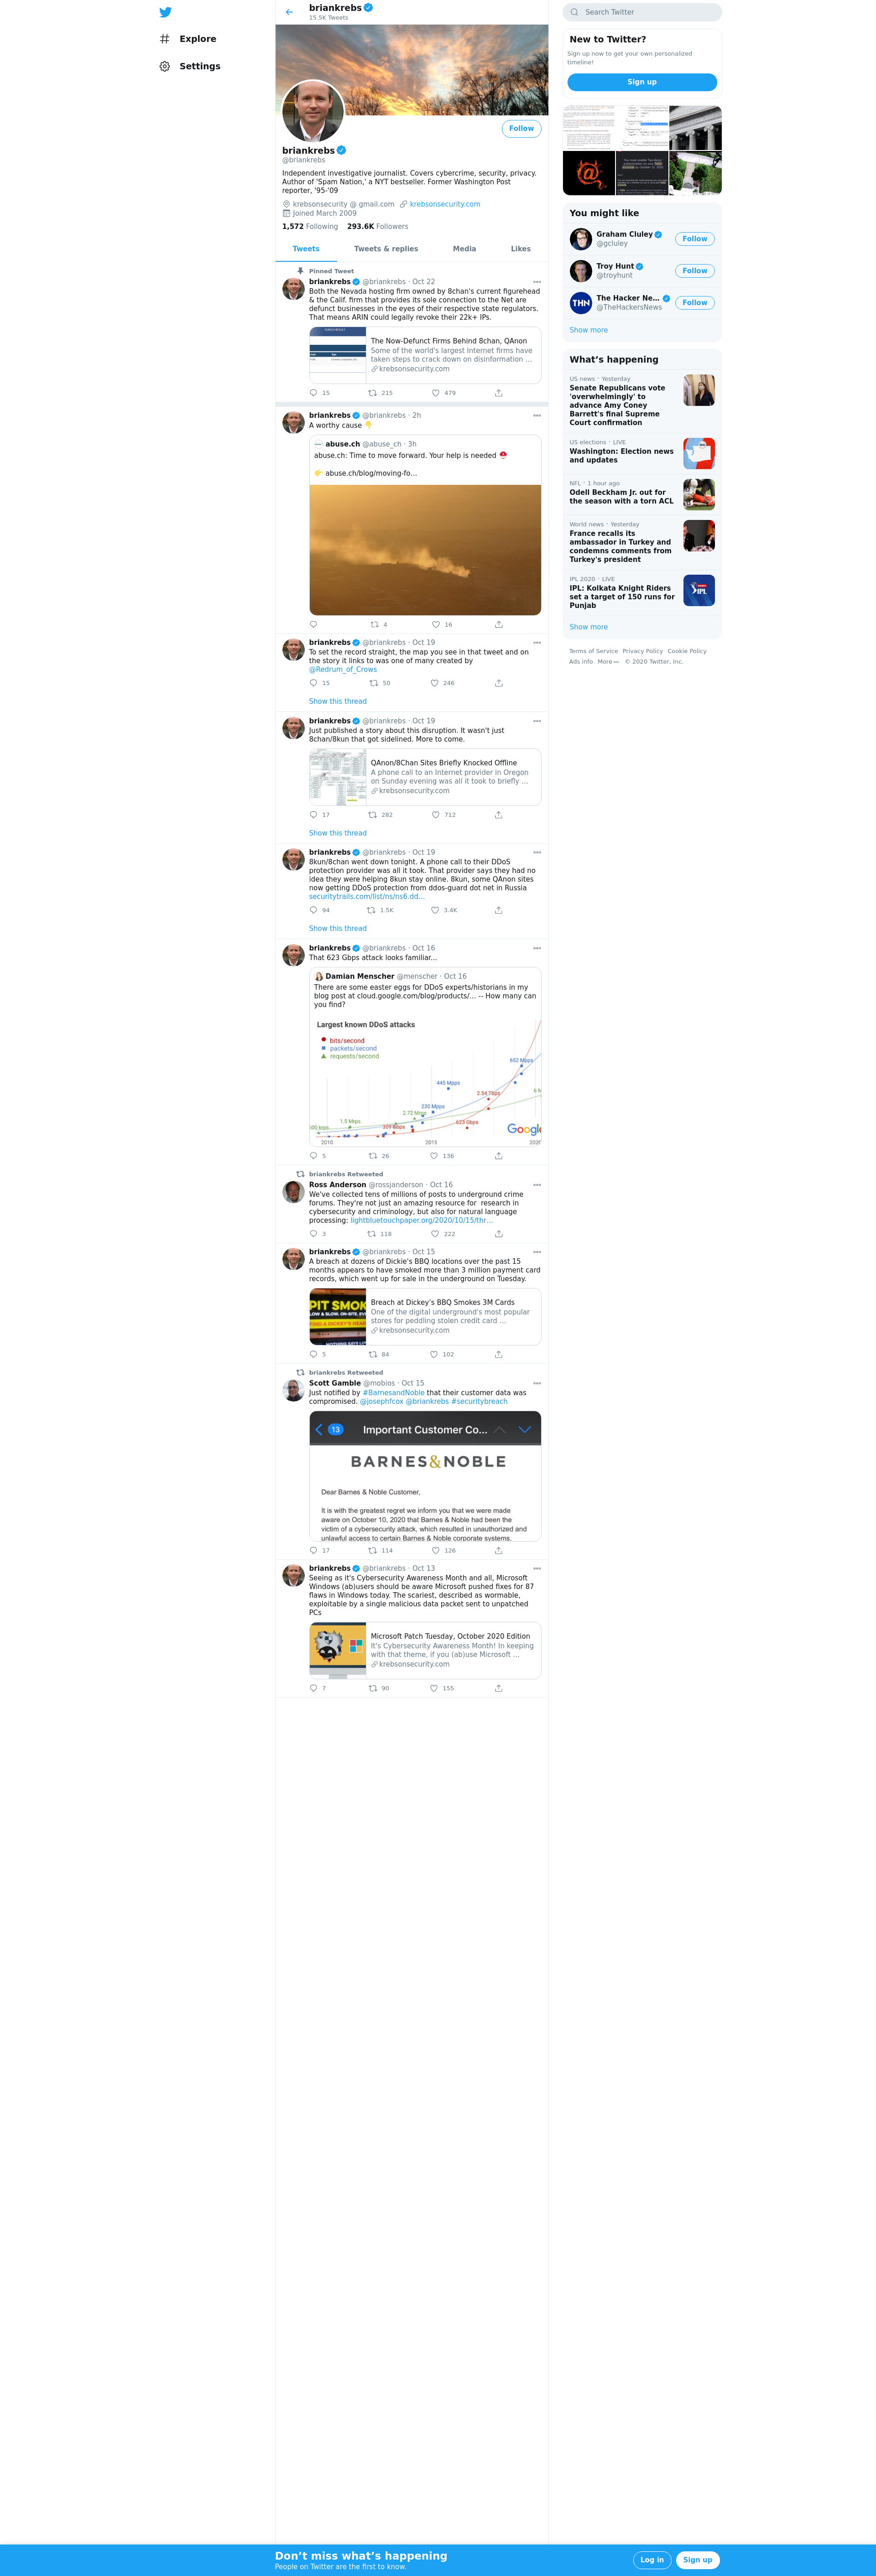 Explore
Settings
briankrebs
15.5K Tweets
Follow
briankrebs
@briankrebs
Independent investigative journalist. Covers cybercrime, security, privacy.
Author of 'Spam Nation,' a NYT bestseller. Former Washington Post
reporter, '95-'09
krebsonsecurity @ gmail.com krebsonsecurity.com
Joined March 2009
1,572 Following 293.6K Followers
Tweets Tweets & replies Media Likes
Pinned Tweet
briankrebs @briankrebs · Oct 22
Both the Nevada hosting firm owned by 8chan's current figurehead
& the Calif. firm that provides its sole connection to the Net are
defunct businesses in the eyes of their respective state regulators.
That means ARIN could legally revoke their 22k+ IPs.
The Now-Defunct Firms Behind 8chan, QAnon
Some of the world's largest Internet firms have
taken steps to crack down on disinformation ...
krebsonsecurity.com
15 215 479
briankrebs @briankrebs · 2h
A worthy cause 👇
abuse.ch @abuse_ch · 3h
abuse.ch: Time to move forward. Your help is needed ⛑
👉 abuse.ch/blog/moving-fo…
4 16
briankrebs @briankrebs · Oct 19
To set the record straight, the map you see in that tweet and on
the story it links to was one of many created by
@Redrum_of_Crows
15 50 246
Show this thread
briankrebs @briankrebs · Oct 19
Just published a story about this disruption. It wasn't just
8chan/8kun that got sidelined. More to come.
QAnon/8Chan Sites Briefly Knocked Offline
A phone call to an Internet provider in Oregon
on Sunday evening was all it took to briefly ...
krebsonsecurity.com
17 282 712
Show this thread
briankrebs @briankrebs · Oct 19
8kun/8chan went down tonight. A phone call to their DDoS
protection provider was all it took. That provider says they had no
idea they were helping 8kun stay online. 8kun, some QAnon sites
now getting DDoS protection from ddos-guard dot net in Russia
securitytrails.com/list/ns/ns6.dd…
94 1.5K 3.4K
Show this thread
briankrebs @briankrebs · Oct 16
That 623 Gbps attack looks familiar...
Damian Menscher @menscher · Oct 16
There are some easter eggs for DDoS experts/historians in my
blog post at cloud.google.com/blog/products/… -- How many can
you find?
Largest known DDoS attacks
bits/second
packets/second
requests/second
652 Mpps
445 Mpps
2.54 Tbps
6 M
230 Mpps
2.72 Mrps
1.0 Mrps
309 Gbps
623 Gbps
Google
2010 2015 2020
5 26 136
briankrebs Retweeted
Ross Anderson @rossjanderson · Oct 16
We've collected tens of millions of posts to underground crime
forums. They're not just an amazing resource for research in
cybersecurity and criminology, but also for natural language
processing: lightbluetouchpaper.org/2020/10/15/thr…
3 118 222
briankrebs @briankrebs · Oct 15
A breach at dozens of Dickie's BBQ locations over the past 15
months appears to have smoked more than 3 million payment card
records, which went up for sale in the underground on Tuesday.
PIT SMOK
LOW & SLOW. ON-SITE. EV
FIND A DICKEY'S NEA
Breach at Dickey's BBQ Smokes 3M Cards
One of the digital underground's most popular
stores for peddling stolen credit card ...
krebsonsecurity.com
5 84 102
briankrebs Retweeted
Scott Gamble @mobios · Oct 15
Just notified by #BarnesandNoble that their customer data was
compromised. @josephfcox @briankrebs #securitybreach
13 Important Customer Co...
BARNES&NOBLE
Dear Barnes & Noble Customer,
It is with the greatest regret we inform you that we were made
aware on October 10, 2020 that Barnes & Noble had been the
victim of a cybersecurity attack, which resulted in unauthorized and
unlawful access to certain Barnes & Noble corporate systems.
17 114 126
briankrebs @briankrebs · Oct 13
Seeing as it's Cybersecurity Awareness Month and all, Microsoft
Windows (ab)users should be aware Microsoft pushed fixes for 87
flaws in Windows today. The scariest, described as wormable,
exploitable by a single malicious data packet sent to unpatched
PCs
Microsoft Patch Tuesday, October 2020 Edition
It's Cybersecurity Awareness Month! In keeping
with that theme, if you (ab)use Microsoft ...
krebsonsecurity.com
7 90 155
Search Twitter
New to Twitter?
Sign up now to get your own personalized
timeline!
Sign up
You might like
Graham Cluley
@gcluley
Follow
Troy Hunt
@troyhunt
Follow
THN
The Hacker Ne...
@TheHackersNews
Follow
Show more
What's happening
US news · Yesterday
Senate Republicans vote
'overwhelmingly' to
advance Amy Coney
Barrett's final Supreme
Court confirmation
US elections · LIVE
Washington: Election news
and updates
NFL · 1 hour ago
Odell Beckham Jr. out for
the season with a torn ACL
World news · Yesterday
France recalls its
ambassador in Turkey and
condemns comments from
Turkey's president
IPL 2020 · LIVE
IPL: Kolkata Knight Riders
set a target of 150 runs for
Punjab
IPL
Show more
Terms of Service Privacy Policy Cookie Policy
Ads info More © 2020 Twitter, Inc.
Don't miss what's happening
People on Twitter are the first to know.
Log in
Sign up